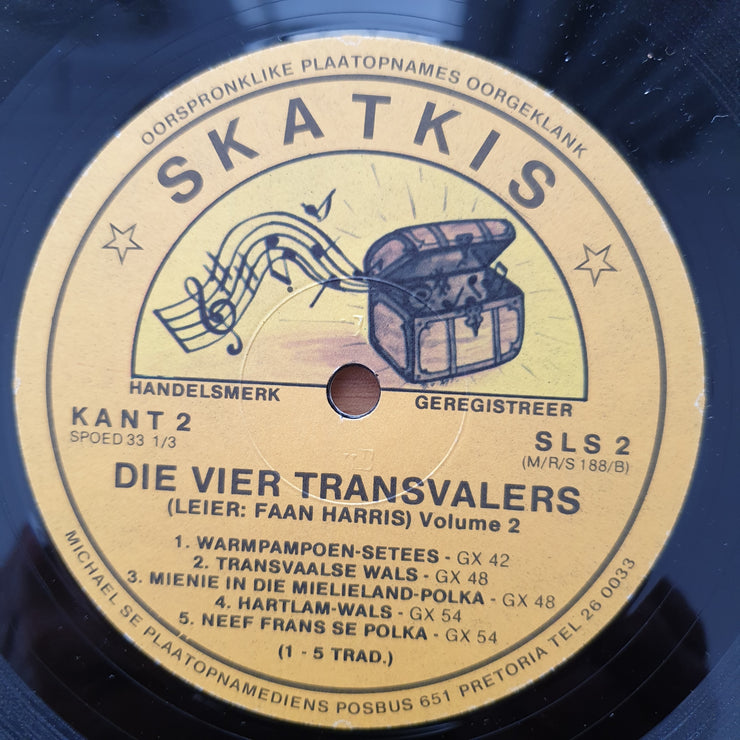 OORSPRONKLIKE PLAATOPNAMES OORGEKLANK
SKATKIS
HANDELSMERK GEREGISTREER
KANT 2
SPOED 33 1/3
SLS 2
(M/R/S 188/B)
DIE VIER TRANSVALERS
(LEIER: FAAN HARRIS) Volume 2
1. WARMPAMPOEN-SETEES - GX 42
2. TRANSVAALSE WALS - GX 48
3. MIENIE IN DIE MIELIELAND-POLKA - GX 48
4. HARTLAM-WALS - GX 54
5. NEEF FRANS SE POLKA - GX 54
(1 - 5 TRAD.)
MICHAEL SE PLAATOPNAMEDIENS POSBUS 651 PRETORIA TEL 26 0033